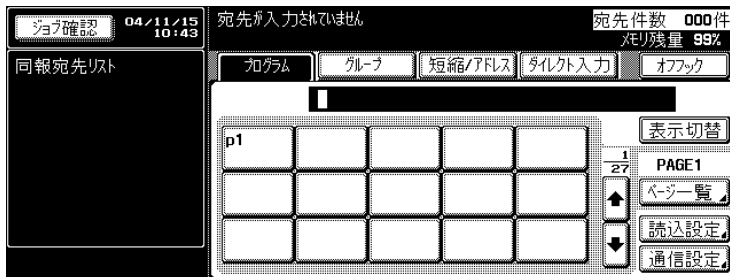 ジョブ確認
04/11/15
10:43
宛先が入力されていません
宛先件数 000件
メモリ残量 99%
同報宛先リスト
プログラム
グループ
短縮/アドレス
ダイレクト入力
オフフック
表示切替
p1
1
27
PAGE1
ページ一覧
読込設定
通信設定